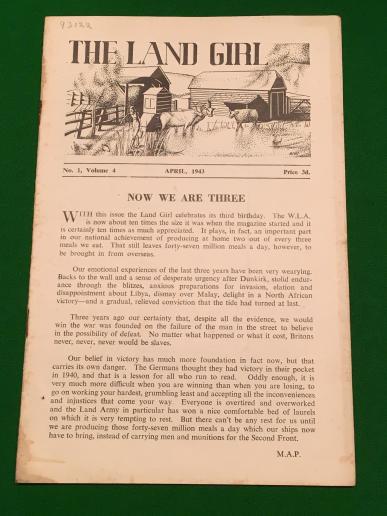 93122
THE LAND GIRL
No. 1, Volume 4 APRIL, 1943 Price 3d.
NOW WE ARE THREE
WITH this issue the Land Girl celebrates its third birthday. The W.L.A.
is now about ten times the size it was when the magazine started and it
is certainly ten times as much appreciated. It plays, in fact, an important part
in our national achievement of producing at home two out of every three
meals we eat. That still leaves forty-seven million meals a day, however, to
be brought in from overseas.
Our emotional experiences of the last three years have been very wearying.
Backs to the wall and a sense of desperate urgency after Dunkirk, stolid endur-
ance through the blitzes, anxious preparations for invasion, elation and
disappointment about Libya, dismay over Malay, delight in a North African
victory—and a gradual, relieved conviction that the tide had turned at last.
Three years ago our certainty that, despite all the evidence, we would
win the war was founded on the failure of the man in the street to believe
in the possibility of defeat. No matter what happened or what it cost, Britons
never, never, never would be slaves.
Our belief in victory has much more foundation in fact now, but that
carries its own danger. The Germans thought they had victory in their pocket
in 1940, and that is a lesson for all who run to read. Oddly enough, it is
very much more difficult when you are winning than when you are losing, to
go on working your hardest, grumbling least and accepting all the inconveniences
and injustices that come your way. Everyone is overtired and overworked
and the Land Army in particular has won a nice comfortable bed of laurels
on which it is very tempting to rest. But there can't be any rest for us until
we are producing those forty-seven million meals a day which our ships now
have to bring, instead of carrying men and munitions for the Second Front.
M.A.P.